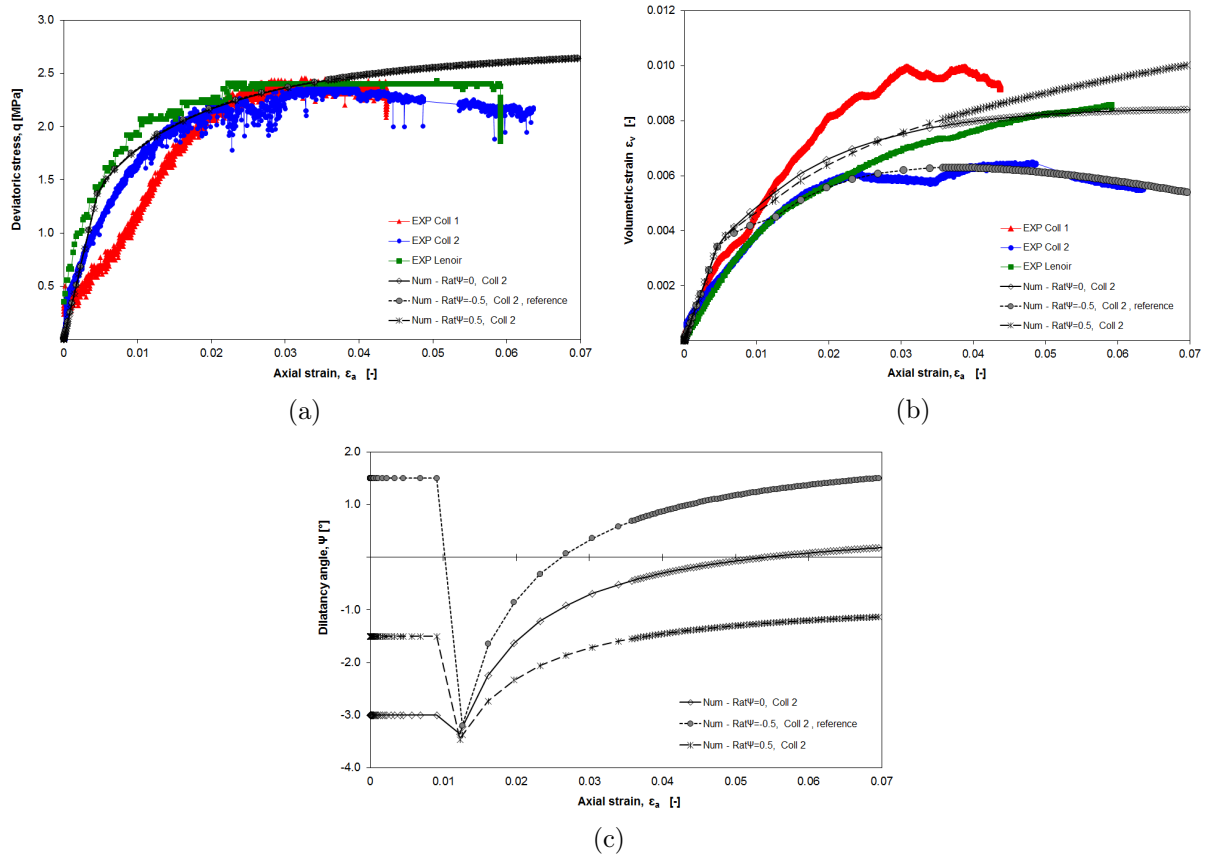 3.0
2.5
2.0
1.5
1.0
0.5
Deviatoric stress, q [MPa]
EXP Coll 1
EXP Coll 2
EXP Lenoir
Num - RatΨ=0, Coll 2
Num - RatΨ=-0.5, Coll 2 , reference
Num - RatΨ=0.5, Coll 2
0 0.01 0.02 0.03 0.04 0.05 0.06 0.07
Axial strain, εa [-]
(a)
0.012
0.010
0.008
0.006
0.004
0.002
Volumetric strain εv [-]
EXP Coll 1
EXP Coll 2
EXP Lenoir
Num - RatΨ=0, Coll 2
Num - RatΨ=-0.5, Coll 2 , reference
Num - RatΨ=0.5, Coll 2
0 0.01 0.02 0.03 0.04 0.05 0.06 0.07
Axial strain, εa [-]
(b)
2.0
1.0
-1.0
-2.0
-3.0
-4.0
Dilatancy angle, Ψ [°]
Num - RatΨ=0, Coll 2
Num - RatΨ=-0.5, Coll 2 , reference
Num - RatΨ=0.5, Coll 2
0 0.01 0.02 0.03 0.04 0.05 0.06 0.07
Axial strain, εa [-]
(c)